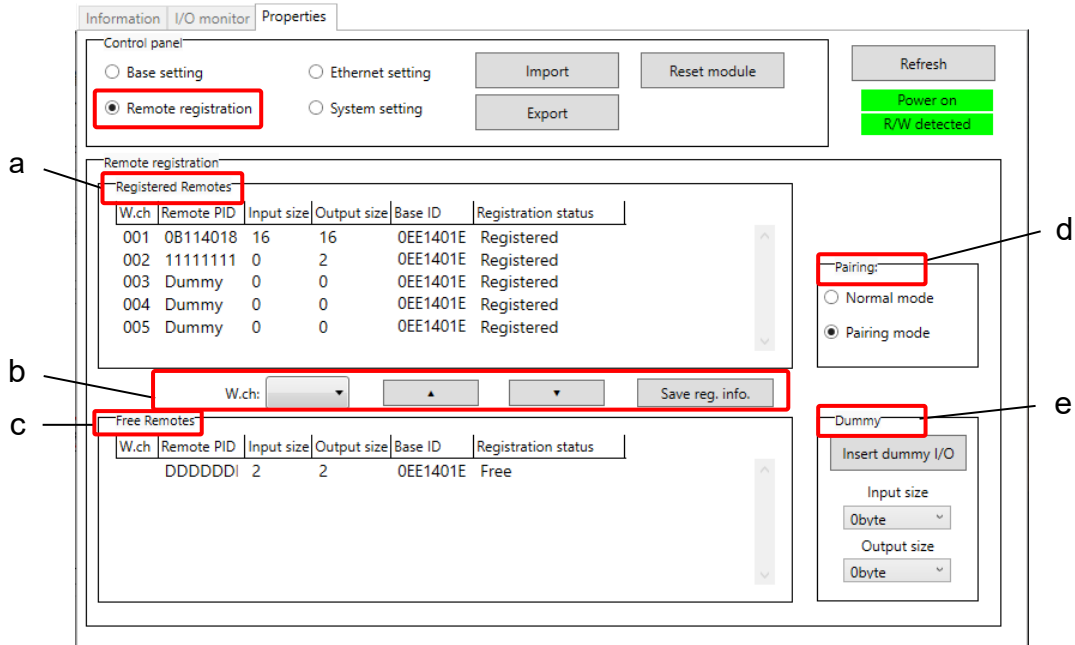 Information I/O monitor Properties
Control panel
Base setting Ethernet setting Import Reset module Refresh
Remote registration System setting Export Power on
R/W detected
a
Remote registration
Registered Remotes
W.ch Remote PID Input size Output size Base ID Registration status
001 0B114018 16 16 0EE1401E Registered
002 11111111 0 2 0EE1401E Registered
003 Dummy 0 0 0EE1401E Registered
004 Dummy 0 0 0EE1401E Registered
005 Dummy 0 0 0EE1401E Registered
d
Pairing:
Normal mode
Pairing mode
b
W.ch: Save reg. info.
c
Free Remotes
W.ch Remote PID Input size Output size Base ID Registration status
DDDDDD 2 2 0EE1401E Free
e
Dummy
Insert dummy I/O
Input size
0byte
Output size
0byte